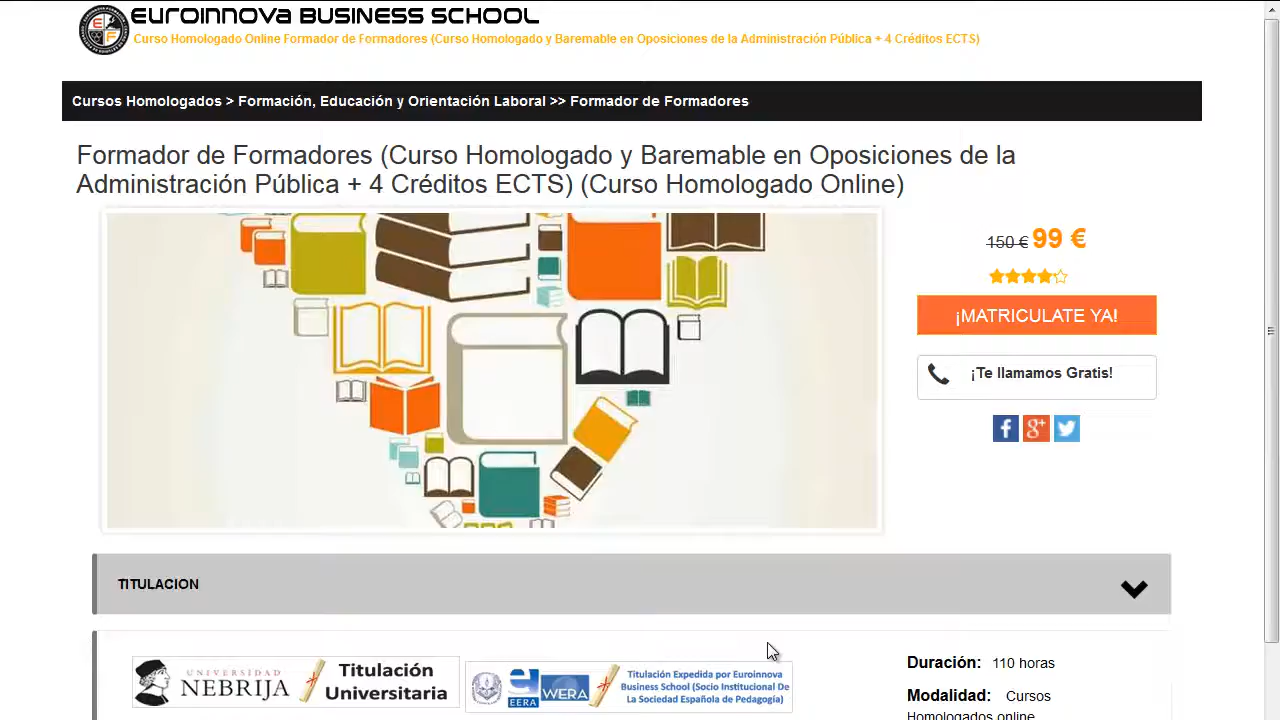 EUROINNOVA BUSINESS SCHOOL
Curso Homologado Online Formador de Formadores (Curso Homologado y Baremable en Oposiciones de la Administración Pública + 4 Créditos ECTS)
Cursos Homologados > Formación, Educación y Orientación Laboral >> Formador de Formadores
Formador de Formadores (Curso Homologado y Baremable en Oposiciones de la
Administración Pública + 4 Créditos ECTS) (Curso Homologado Online)
150 € 99 €
¡MATRICULATE YA!
¡Te llamamos Gratis!
TITULACION
UNIVERSIDAD
NEBRIJA
Titulación
Universitaria
EERA
WERA
Titulación Expedida por Euroinnova
Business School (Socio Institucional De
La Sociedad Española de Pedagogía)
Duración: 110 horas
Modalidad: Cursos
Homologados online